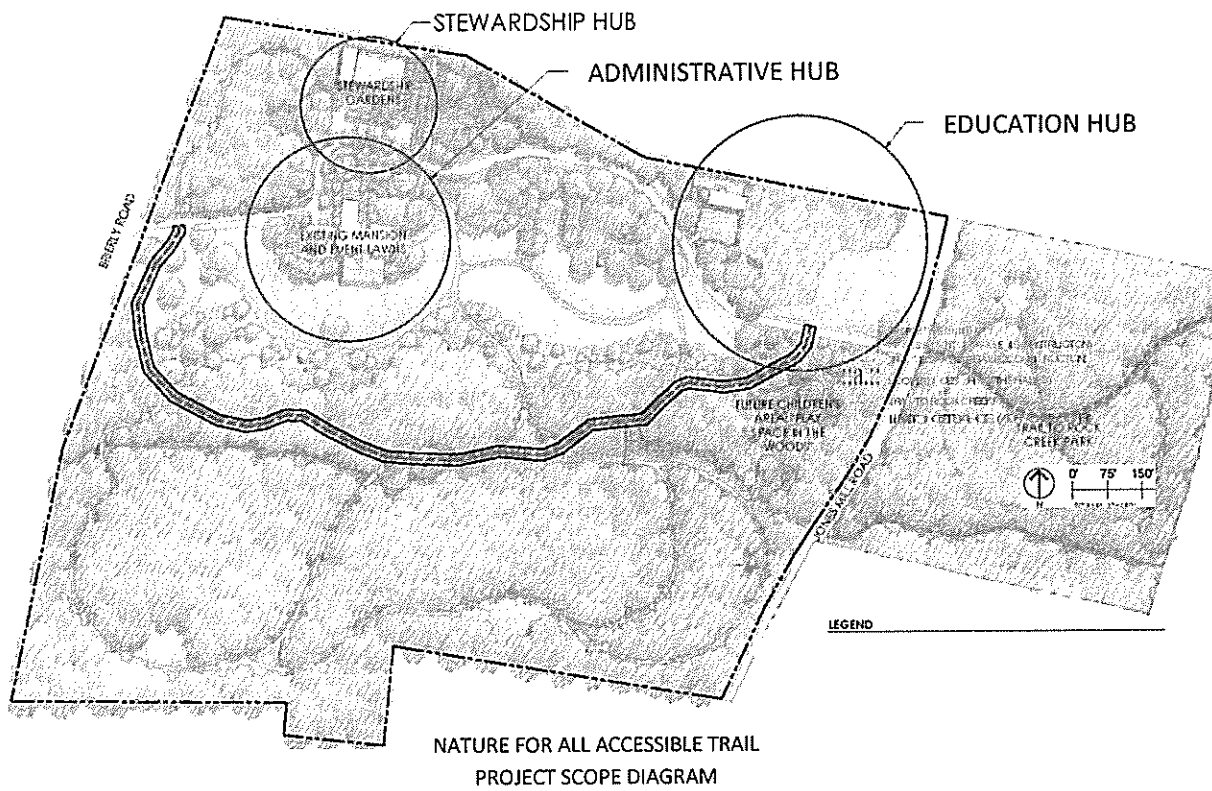 STEWARDSHIP HUB
ADMINISTRATIVE HUB
EDUCATION HUB
STEWARDSHIP
GARDENS
EXISTING MANSION
AND EVENT LAWN
BRIERLY ROAD
FUTURE CHILDREN'S
AREA/PLAY
SPACE IN THE
WOODS
TRAIL TO ROCK
CREEK PARK
JONES MILL ROAD
0' 75' 150'
N
LEGEND
NATURE FOR ALL ACCESSIBLE TRAIL
PROJECT SCOPE DIAGRAM